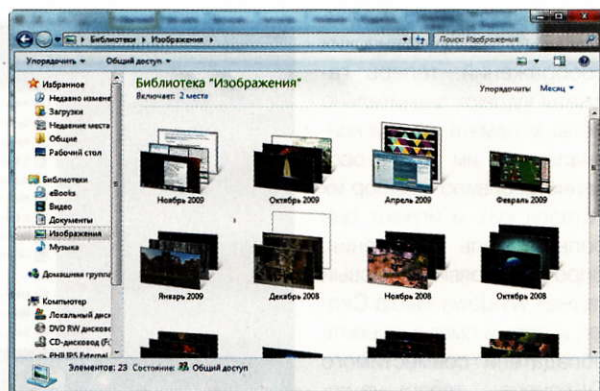 Библиотеки ▸ Изображения ▸
Поиск: Изображения
Упорядочить ▾ Общий доступ ▾
Библиотека "Изображения"
Включает: 2 места
Упорядочить: Месяц ▾
Избранное
Недавно измене
Загрузки
Недавние места
Общие
Рабочий стол
Библиотеки
eBooks
Видео
Документы
Изображения
Музыка
Домашняя группа
Компьютер
Локальный диск
DVD RW дисково
CD-дисковод (F:
PHILIPS External
Ноябрь 2009
Октябрь 2009
Апрель 2009
Февраль 2009
Январь 2009
Декабрь 2008
Ноябрь 2008
Октябрь 2008
Элементов: 23 Состояние: Общий доступ